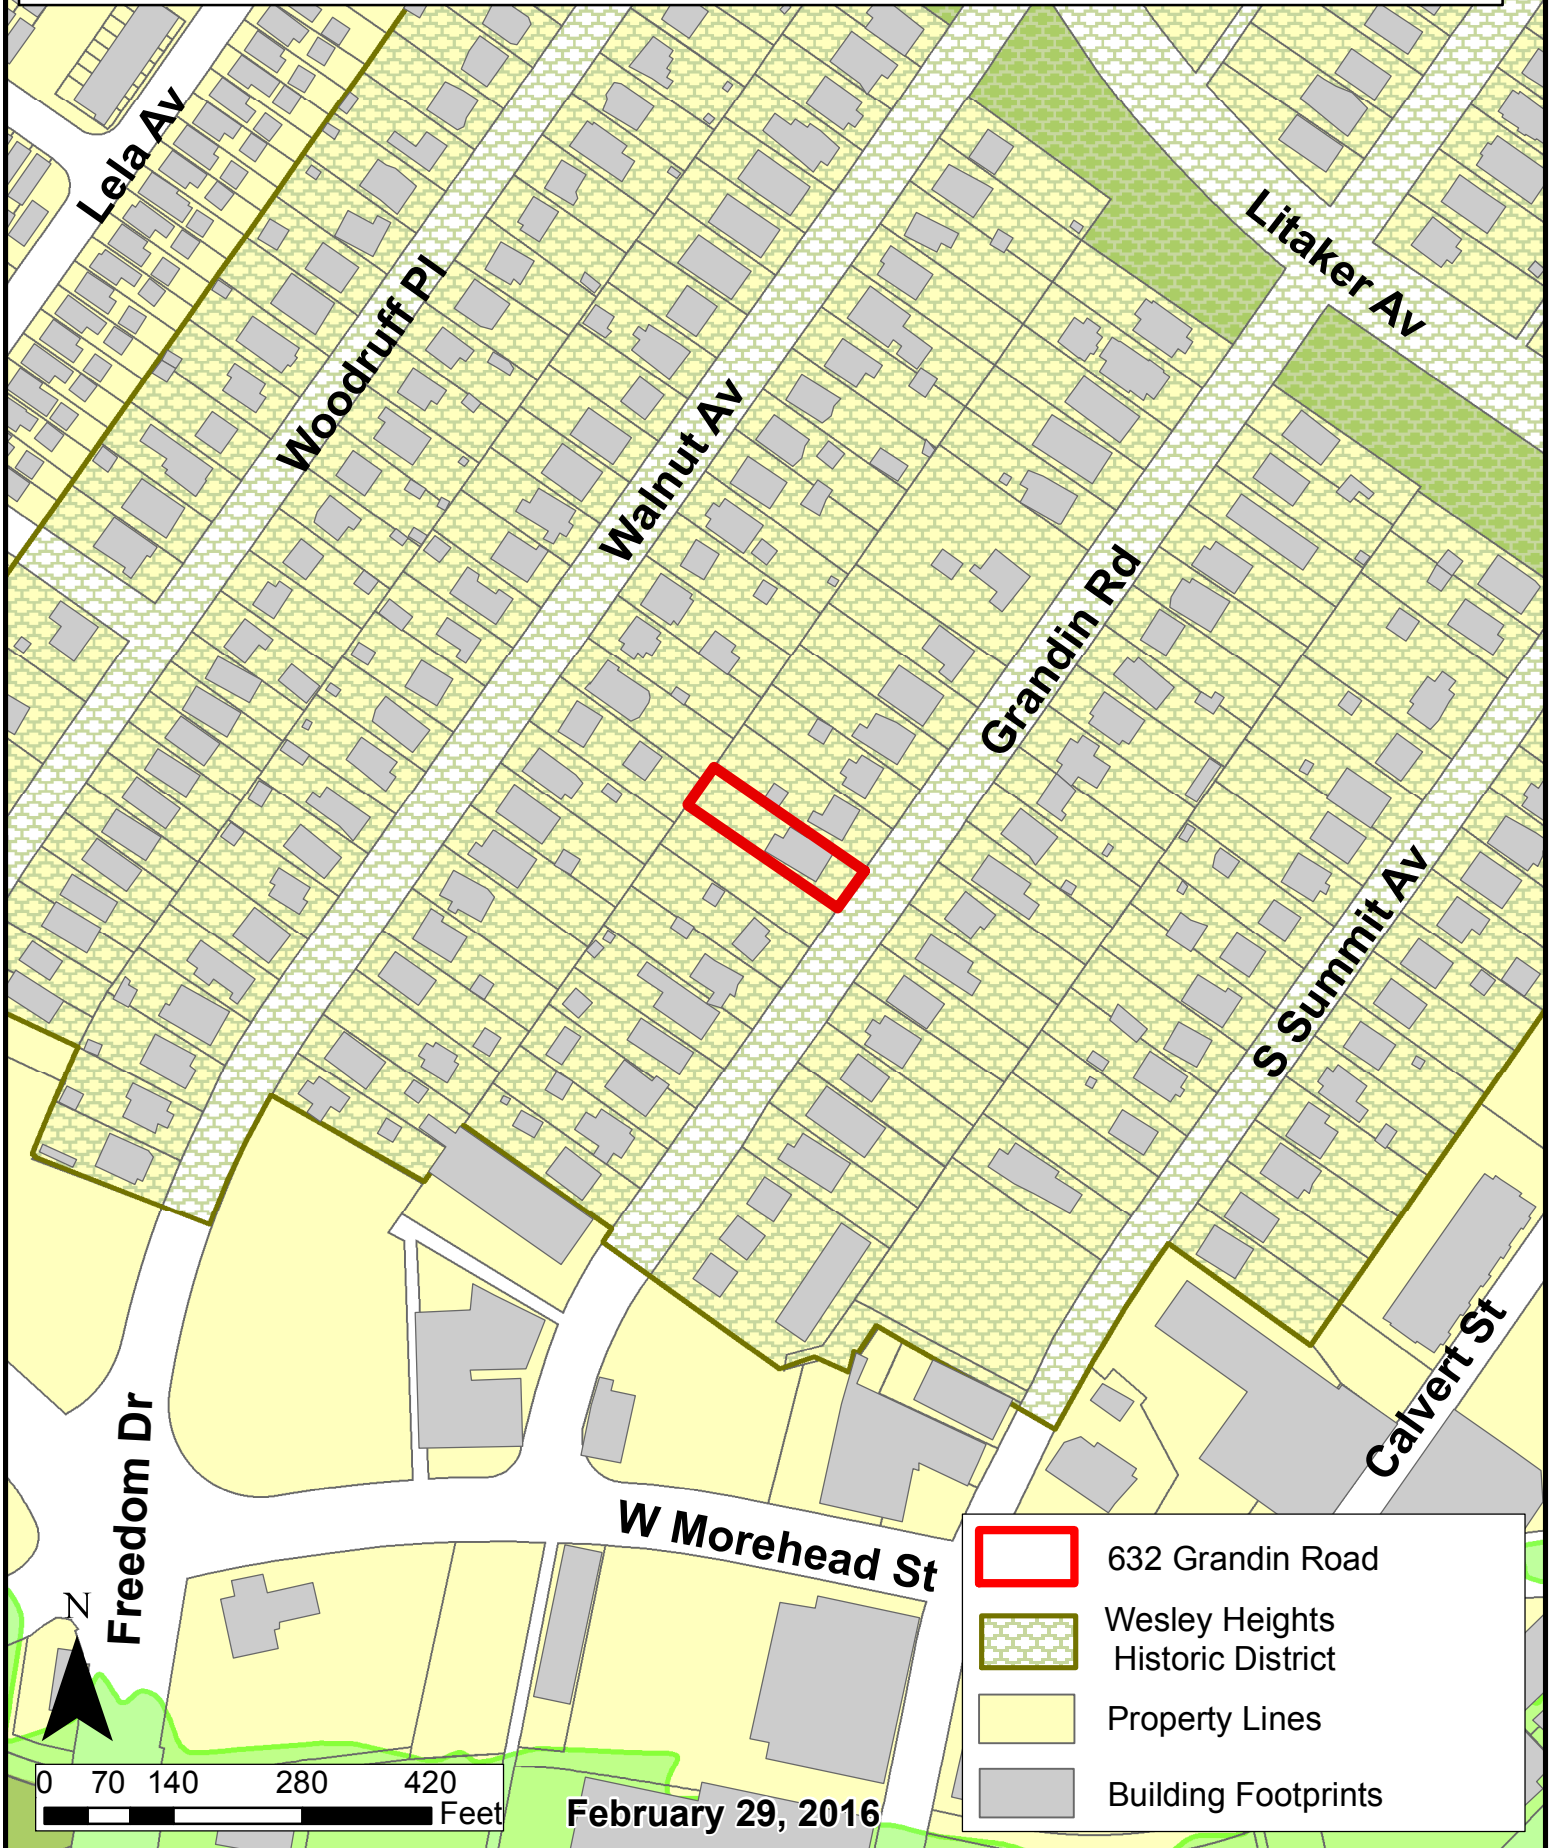 Lela Av
Woodruff Pl
Walnut Av
Litaker Av
Grandin Rd
S Summit Av
Calvert St
Freedom Dr
W Morehead St
632 Grandin Road
Wesley Heights
Historic District
Property Lines
Building Footprints
N
0 70 140 280 420
Feet
February 29, 2016